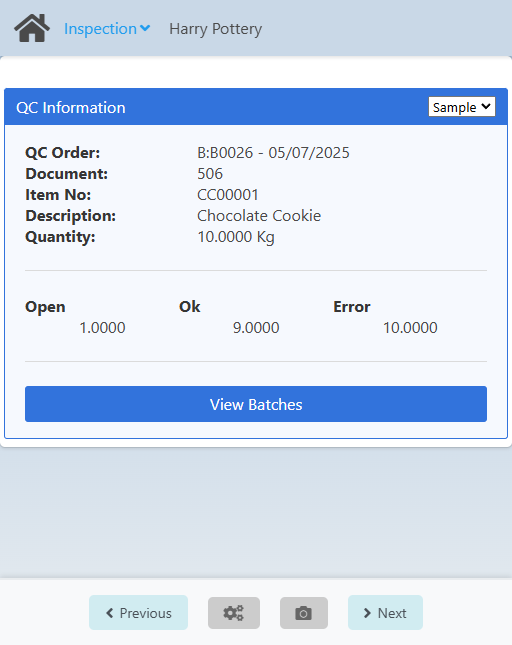 Inspection Harry Pottery
QC Information Sample
QC Order: B:B0026 - 05/07/2025
Document: 506
Item No: CC00001
Description: Chocolate Cookie
Quantity: 10.0000 Kg
Open Ok Error
1.0000 9.0000 10.0000
View Batches
Previous Next